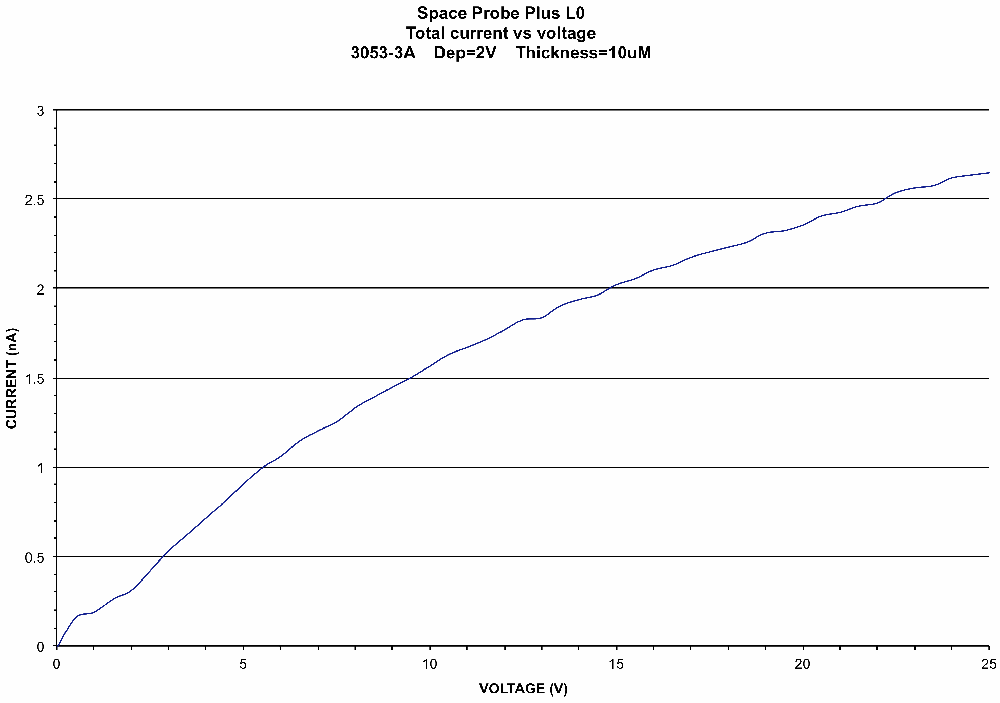 Space Probe Plus L0
Total current vs voltage
3053-3A Dep=2V Thickness=10uM
3
2.5
2
1.5
1
0.5
0
CURRENT (nA)
0 5 10 15 20 25
VOLTAGE (V)